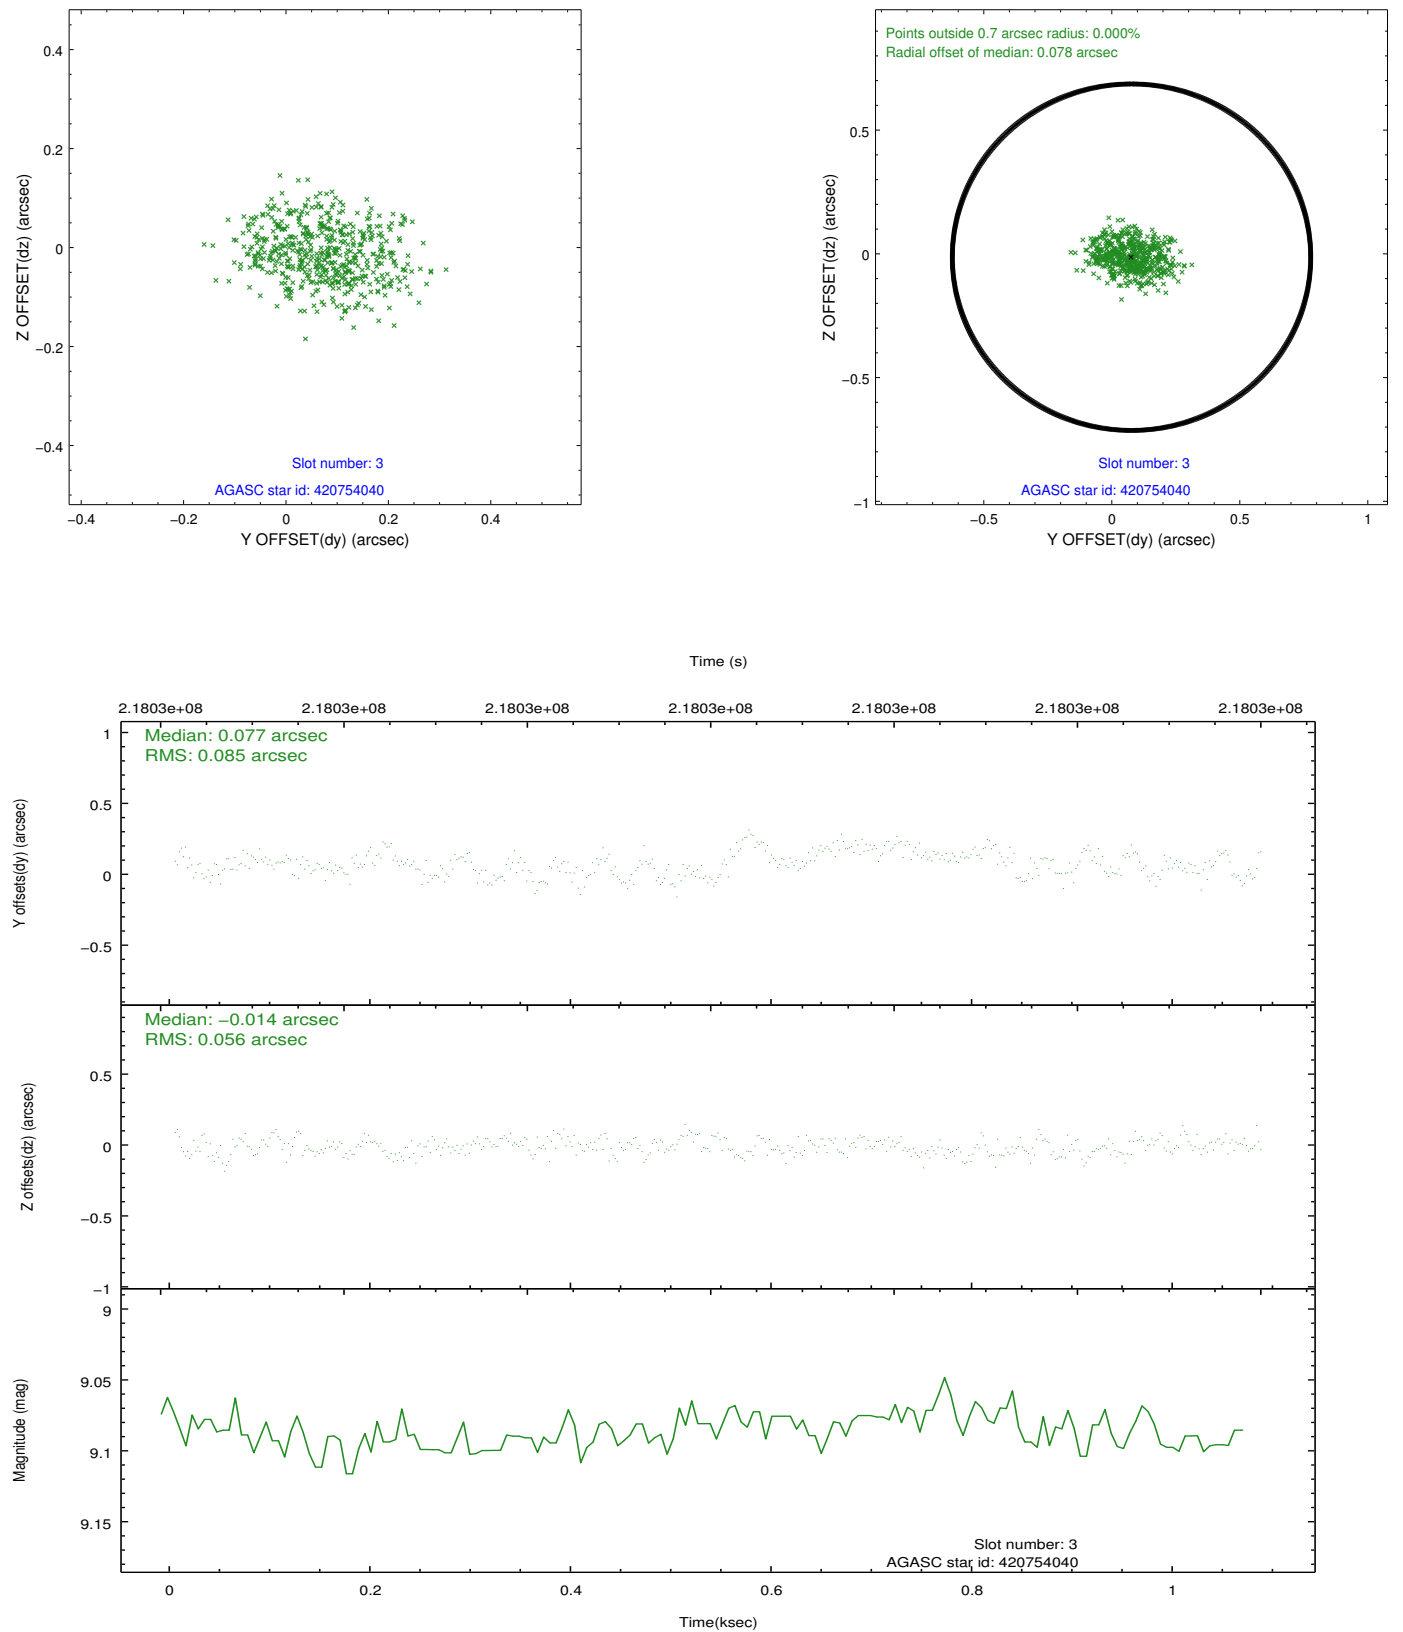 0.4
0.2
0
−0.2
−0.4
Z OFFSET(dz) (arcsec)
Slot number: 3
AGASC star id: 420754040
−0.4 −0.2 0 0.2 0.4
Y OFFSET(dy) (arcsec)
Points outside 0.7 arcsec radius: 0.000%
Radial offset of median: 0.078 arcsec
0.5
0
−0.5
−1
Z OFFSET(dz) (arcsec)
Slot number: 3
AGASC star id: 420754040
−0.5 0 0.5 1
Y OFFSET(dy) (arcsec)
Time (s)
2.1803e+08 2.1803e+08 2.1803e+08 2.1803e+08 2.1803e+08 2.1803e+08 2.1803e+08
Median: 0.077 arcsec
RMS: 0.085 arcsec
1
0.5
0
−0.5
Y offsets(dy) (arcsec)
Median: −0.014 arcsec
RMS: 0.056 arcsec
0.5
0
−0.5
−1
Z offsets(dz) (arcsec)
9
9.05
9.1
9.15
Magnitude (mag)
Slot number: 3
AGASC star id: 420754040
0 0.2 0.4 0.6 0.8 1
Time(ksec)